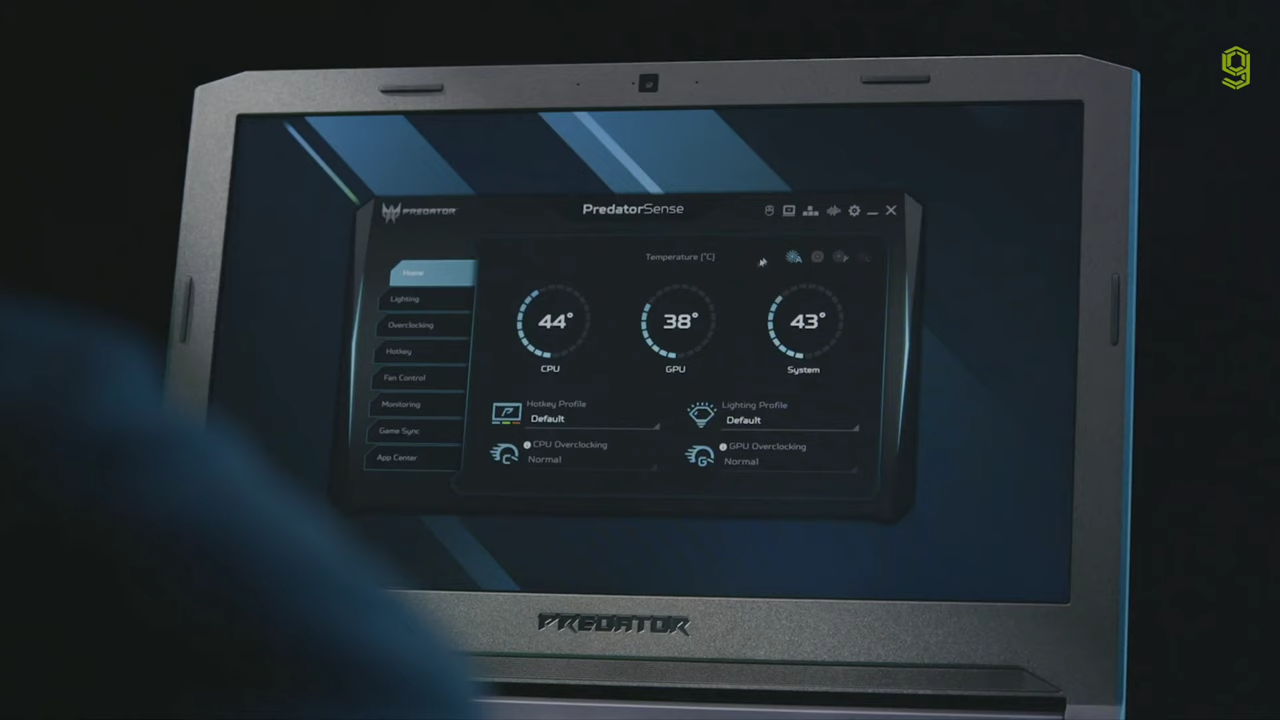 PREDATOR
PredatorSense
Temperature (°C)
Home
Lighting
Overclocking
Hotkey
Fan Control
Monitoring
Game Sync
App Center
44° 38° 43°
CPU GPU System
Hotkey Profile
Default
Lighting Profile
Default
CPU Overclocking
Normal
GPU Overclocking
Normal
PREDATOR